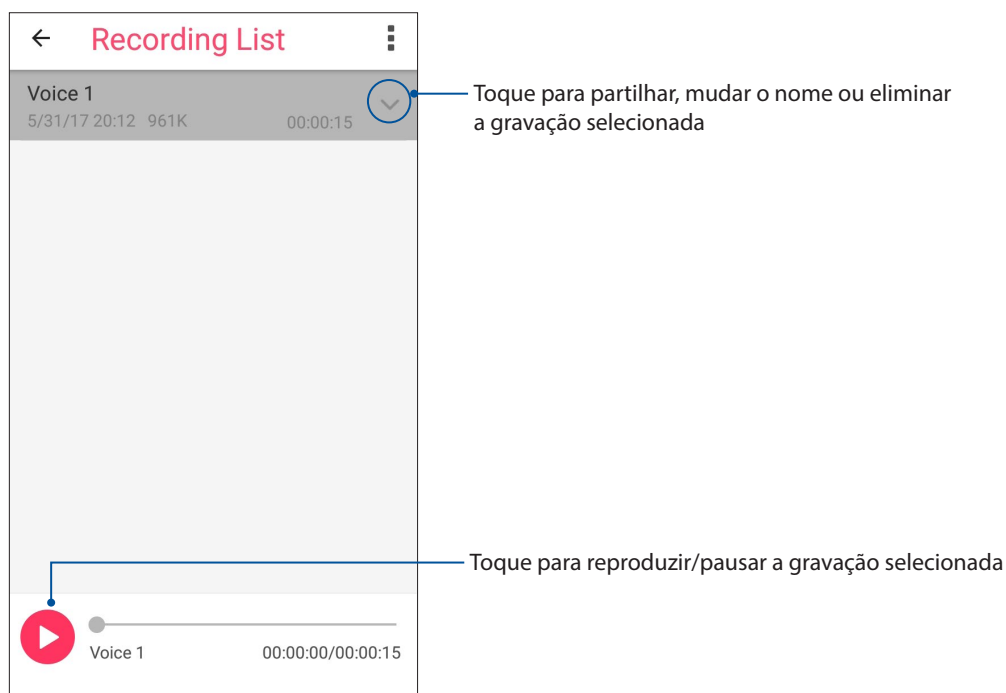 Recording List
Voice 1
5/31/17 20:12 961K 00:00:15
Toque para partilhar, mudar o nome ou eliminar
a gravação selecionada
Toque para reproduzir/pausar a gravação selecionada
Voice 1 00:00:00/00:00:15